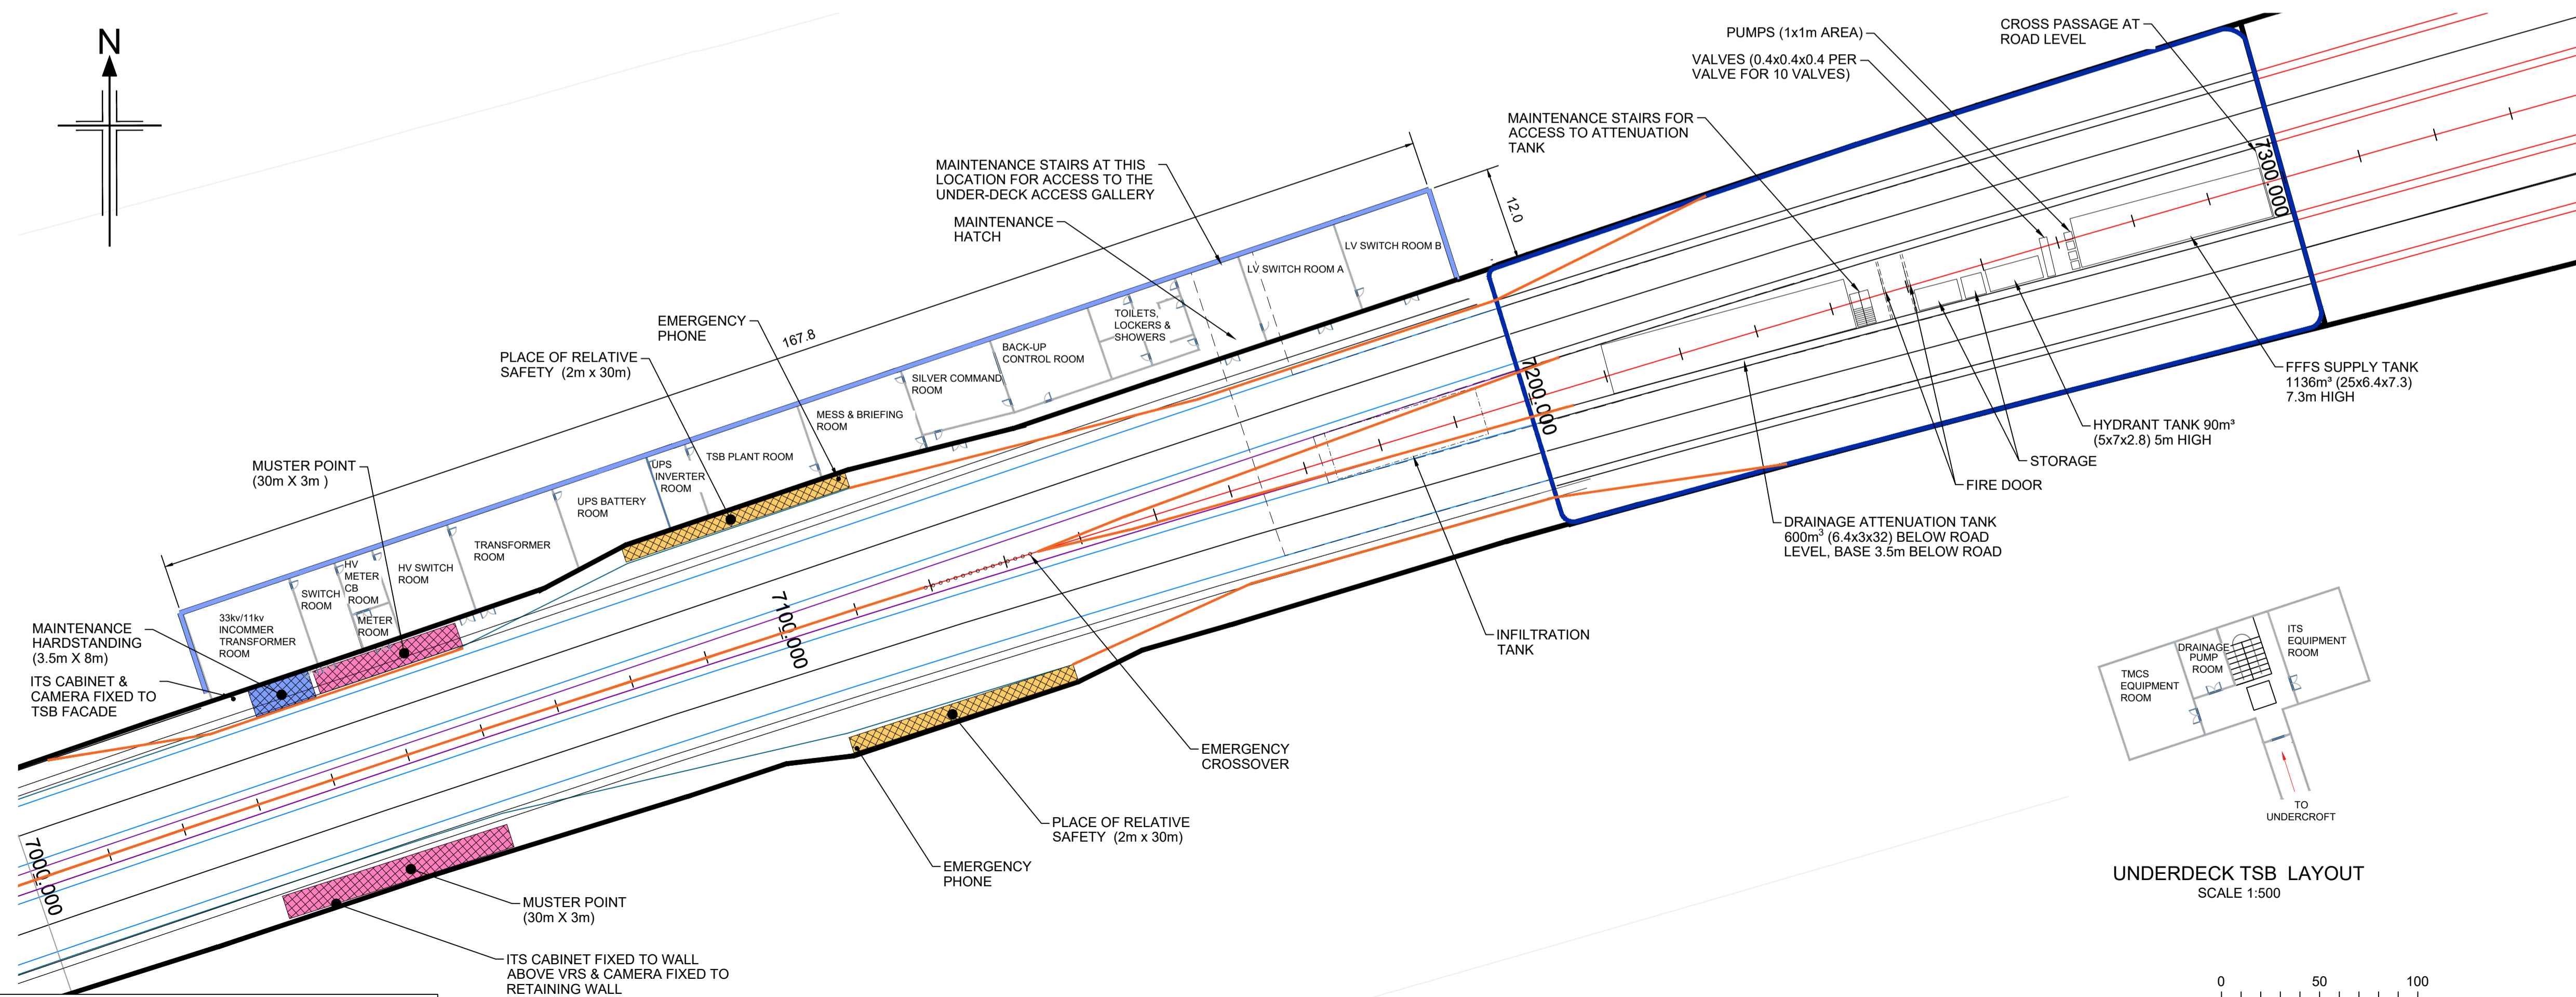 N
CROSS PASSAGE AT
ROAD LEVEL
PUMPS (1x1m AREA)
VALVES (0.4x0.4x0.4 PER
VALVE FOR 10 VALVES)
MAINTENANCE STAIRS FOR
ACCESS TO ATTENUATION
TANK
MAINTENANCE STAIRS AT THIS
LOCATION FOR ACCESS TO THE
UNDER-DECK ACCESS GALLERY
MAINTENANCE
HATCH
12.0
7300.000
LV SWITCH ROOM B
LV SWITCH ROOM A
TOILETS,
LOCKERS &
SHOWERS
BACK-UP
CONTROL ROOM
SILVER COMMAND
ROOM
MESS & BRIEFING
ROOM
TSB PLANT ROOM
UPS
INVERTER
ROOM
UPS BATTERY
ROOM
TRANSFORMER
ROOM
HV SWITCH
ROOM
HV
METER
CB
ROOM
METER
ROOM
SWITCH
ROOM
33kv/11kv
INCOMMER
TRANSFORMER
ROOM
167.8
EMERGENCY
PHONE
PLACE OF RELATIVE
SAFETY (2m x 30m)
MUSTER POINT
(30m X 3m )
MAINTENANCE
HARDSTANDING
(3.5m X 8m)
ITS CABINET &
CAMERA FIXED TO
TSB FACADE
7000.000
7100.000
7200.000
FFFS SUPPLY TANK
1136m³ (25x6.4x7.3)
7.3m HIGH
HYDRANT TANK 90m³
(5x7x2.8) 5m HIGH
STORAGE
FIRE DOOR
DRAINAGE ATTENUATION TANK
600m³ (6.4x3x32) BELOW ROAD
LEVEL, BASE 3.5m BELOW ROAD
INFILTRATION
TANK
EMERGENCY
CROSSOVER
PLACE OF RELATIVE
SAFETY (2m x 30m)
EMERGENCY
PHONE
MUSTER POINT
(30m X 3m)
ITS CABINET FIXED TO WALL
ABOVE VRS & CAMERA FIXED TO
RETAINING WALL
ITS
EQUIPMENT
ROOM
DRAINAGE
PUMP
ROOM
TMCS
EQUIPMENT
ROOM
TO
UNDERCROFT
UNDERDECK TSB LAYOUT
SCALE 1:500
0 50 100